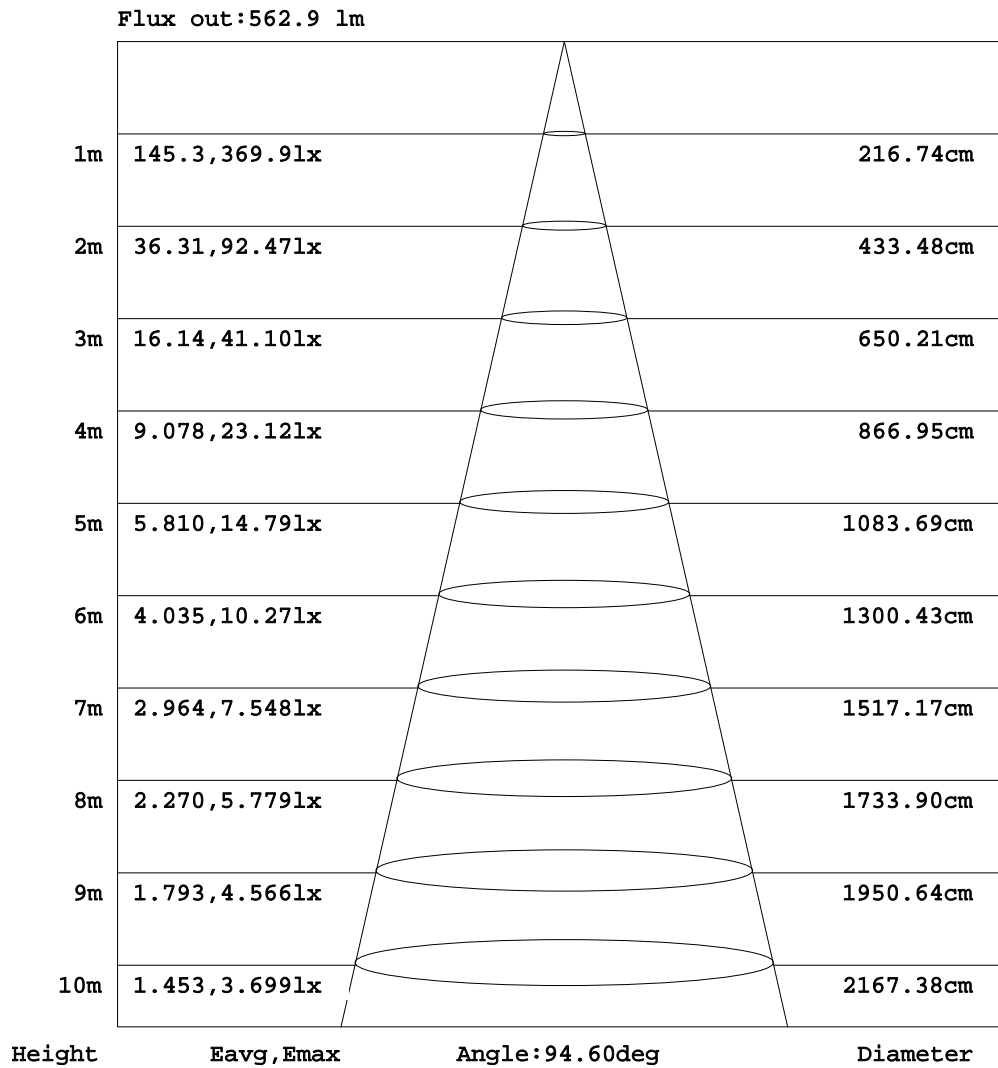 Flux out:562.9 lm
1m 145.3,369.9lx 216.74cm
2m 36.31,92.47lx 433.48cm
3m 16.14,41.10lx 650.21cm
4m 9.078,23.12lx 866.95cm
5m 5.810,14.79lx 1083.69cm
6m 4.035,10.27lx 1300.43cm
7m 2.964,7.548lx 1517.17cm
8m 2.270,5.779lx 1733.90cm
9m 1.793,4.566lx 1950.64cm
10m 1.453,3.699lx 2167.38cm
Height Eavg,Emax Angle:94.60deg Diameter